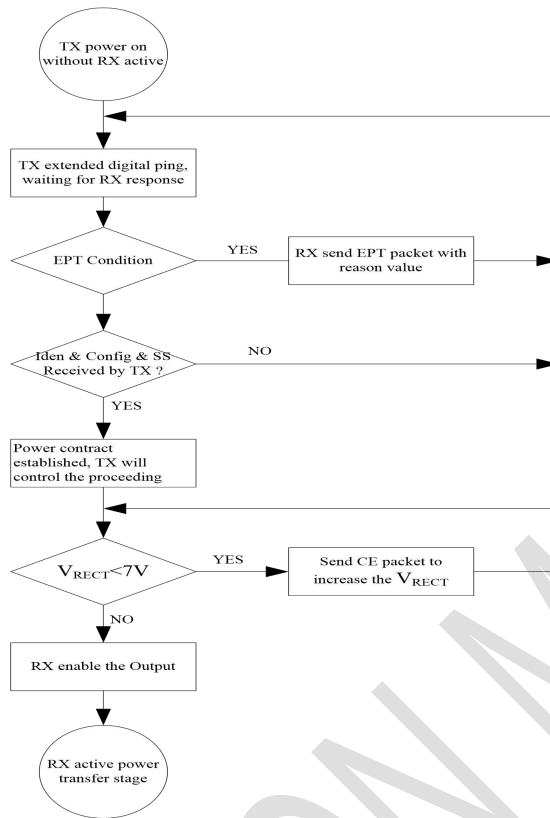 TX power on
without RX active
TX extended digital ping,
waiting for RX response
EPT Condition
YES
RX send EPT packet with
reason value
Iden & Config & SS
Received by TX ?
NO
YES
Power contract
established, TX will
control the proceeding
VRECT<7V
YES
Send CE packet to
increase the VRECT
NO
RX enable the Output
RX active power
transfer stage